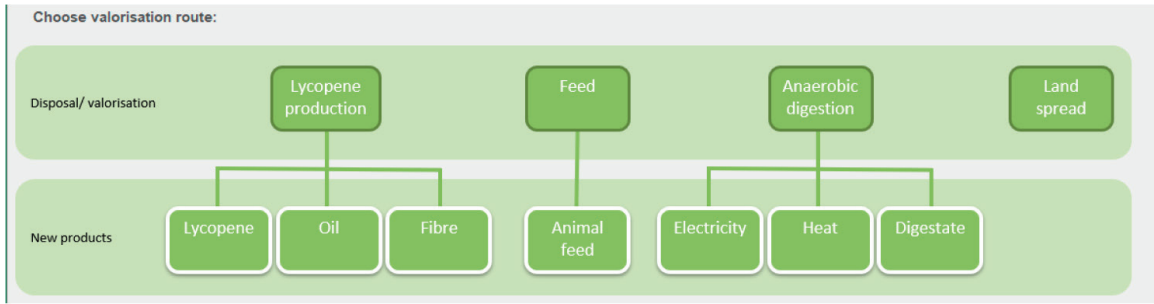 Choose valorisation route:
Disposal/ valorisation
Lycopene
production
Feed
Anaerobic
digestion
Land
spread
New products
Lycopene
Oil
Fibre
Animal
feed
Electricity
Heat
Digestate